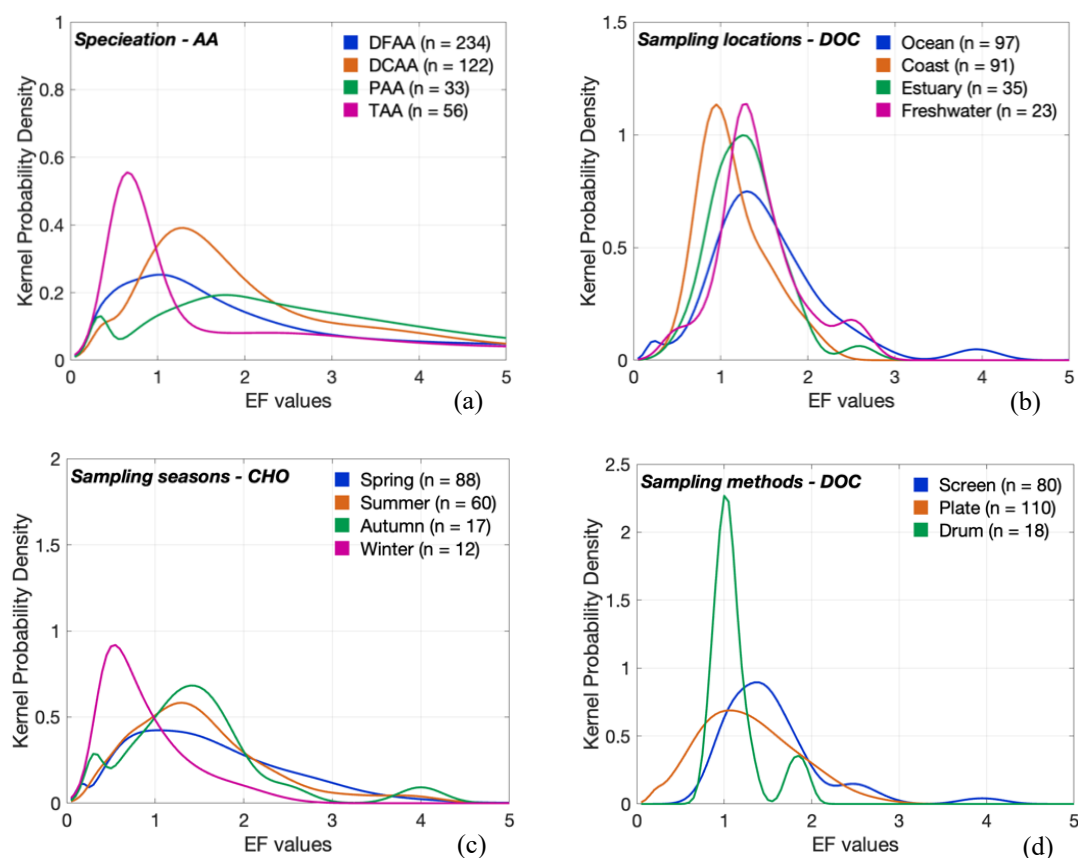 Specieation - AA
DFAA (n = 234)
DCAA (n = 122)
PAA (n = 33)
TAA (n = 56)
Kernel Probability Density
1
0.8
0.6
0.4
0.2
0
0 1 2 3 4 5
EF values
(a)
Sampling locations - DOC
Ocean (n = 97)
Coast (n = 91)
Estuary (n = 35)
Freshwater (n = 23)
Kernel Probability Density
1.5
1
0.5
0
0 1 2 3 4 5
EF values
(b)
Sampling seasons - CHO
Spring (n = 88)
Summer (n = 60)
Autumn (n = 17)
Winter (n = 12)
Kernel Probability Density
2
1.5
1
0.5
0
0 1 2 3 4 5
EF values
(c)
Sampling methods - DOC
Screen (n = 80)
Plate (n = 110)
Drum (n = 18)
Kernel Probability Density
2.5
2
1.5
1
0.5
0
0 1 2 3 4 5
EF values
(d)